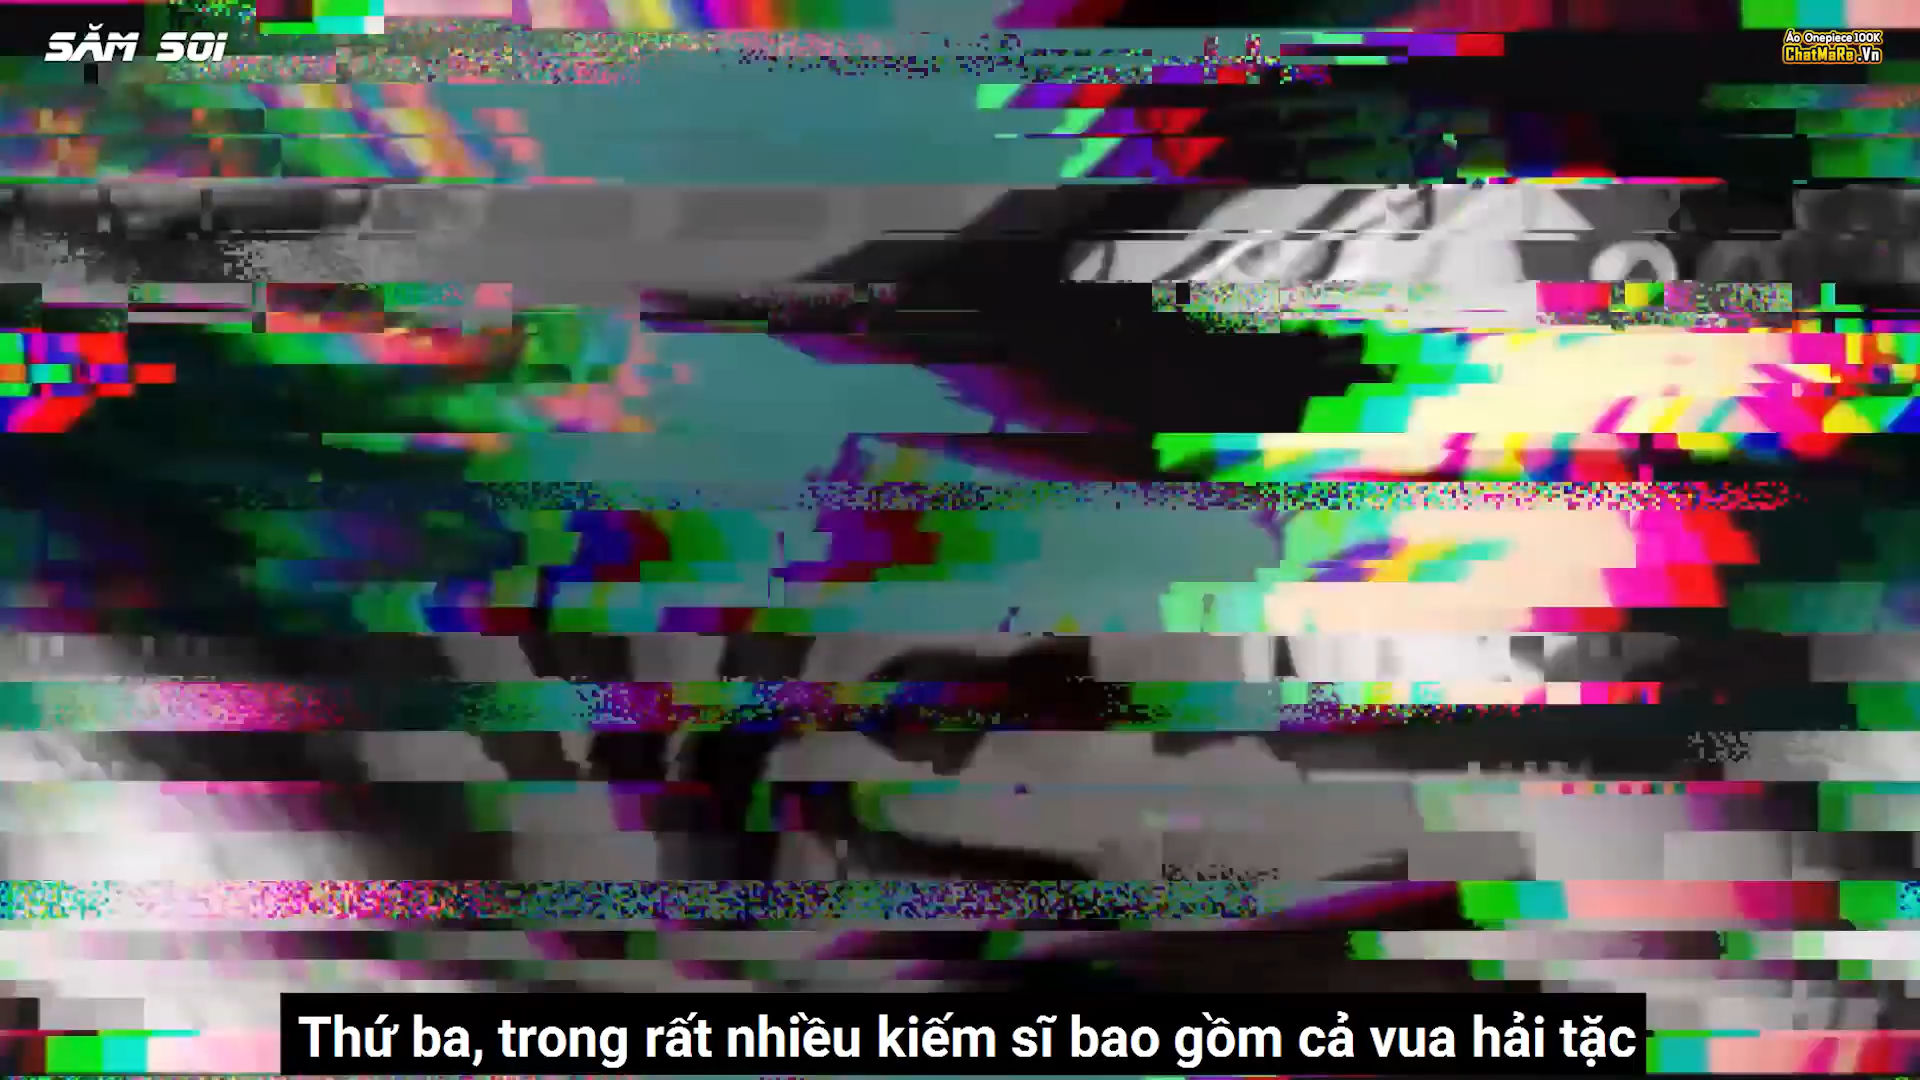 SĂM SOI
Áo Onepiece 100K
ChatMaRe.Vn
Thứ ba, trong rất nhiều kiếm sĩ bao gồm cả vua hải tặc